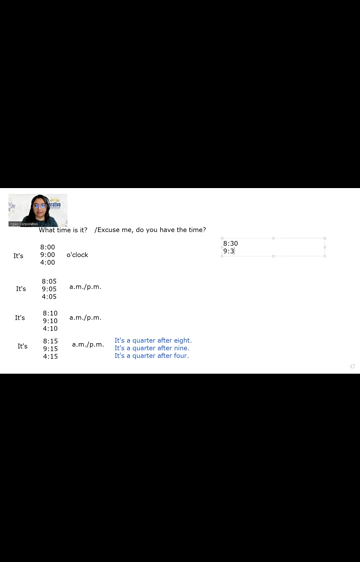 What time is it? /Excuse me, do you have the time?
8:30
9:3
It's
8:00
9:00
4:00
o'clock
It's
8:05
9:05
4:05
a.m./p.m.
It's
8:10
9:10
4:10
a.m./p.m.
It's
8:15
9:15
4:15
a.m./p.m.
It's a quarter after eight.
It's a quarter after nine.
It's a quarter after four.